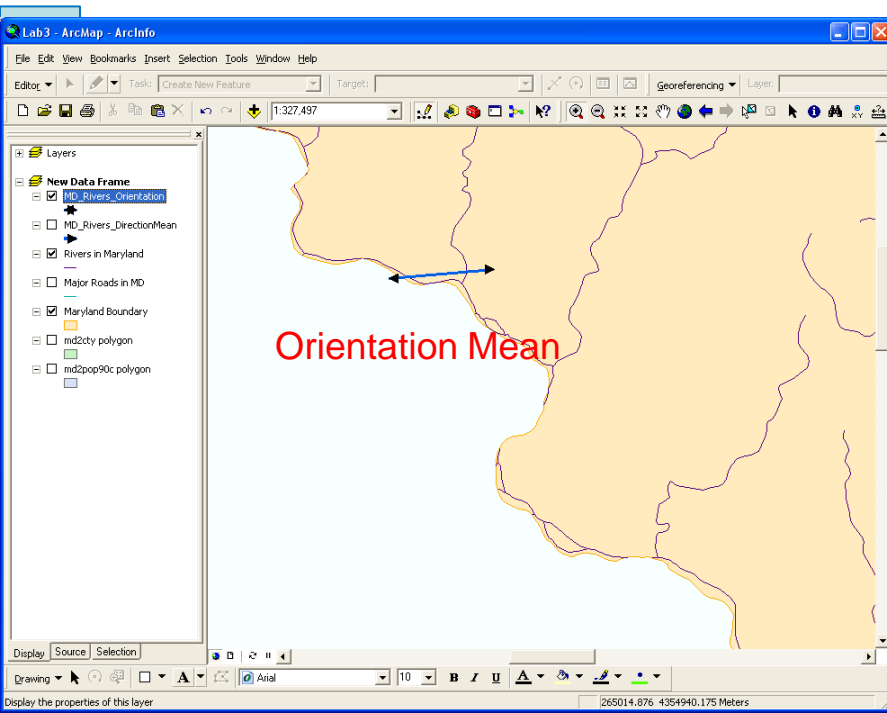 Lab3 - ArcMap - ArcInfo
File Edit View Bookmarks Insert Selection Tools Window Help
Editor Task: Create New Feature Target: Georeferencing Layer:
1:327,497
Layers
New Data Frame
MD_Rivers_Orientation
MD_Rivers_DirectionMean
Rivers in Maryland
Major Roads in MD
Maryland Boundary
md2cty polygon
md2pop90c polygon
Orientation Mean
Display Source Selection
Drawing A Arial 10 B I U A
Display the properties of this layer 265014.876 4354940.175 Meters